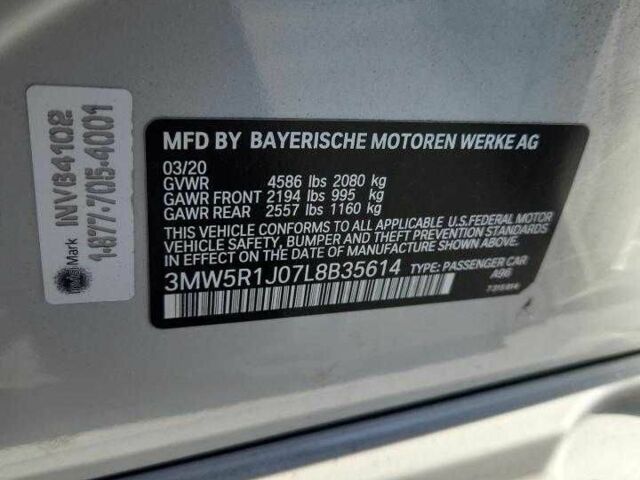 MFD BY BAYERISCHE MOTOREN WERKE AG
03/20
GVWR 4586 lbs 2080 kg
GAWR FRONT 2194 lbs 995 kg
GAWR REAR 2557 lbs 1160 kg
THIS VEHICLE CONFORMS TO ALL APPLICABLE U.S.FEDERAL MOTOR
VEHICLE SAFETY, BUMPER, AND THEFT PREVENTION STANDARDS
IN EFFECT ON THE DATE OF MANUFACTURE SHOWN ABOVE.
3MW5R1J07L8B35614 TYPE: PASSENGER CAR
A96
Mark INVB4102
1-877-705-4001